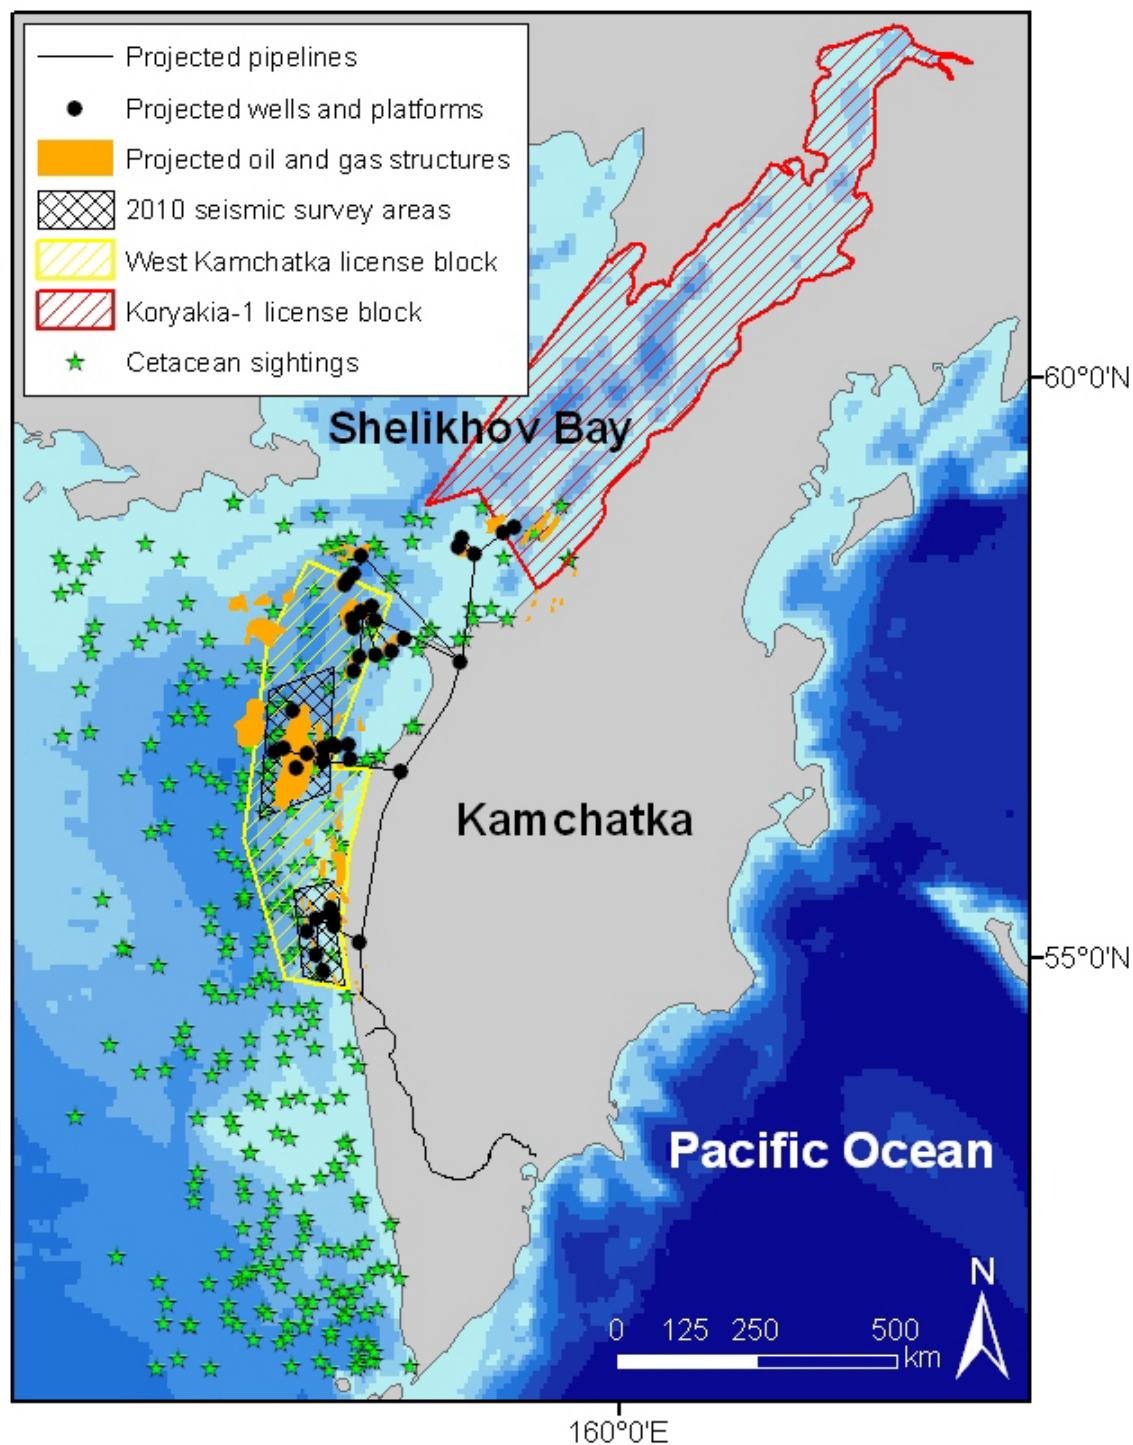 Projected pipelines
Projected wells and platforms
Projected oil and gas structures
2010 seismic survey areas
West Kamchatka license block
Koryakia-1 license block
Cetacean sightings
60°0'N
Shelikhov Bay
Kamchatka
55°0'N
Pacific Ocean
N
0 125 250 500
km
160°0'E